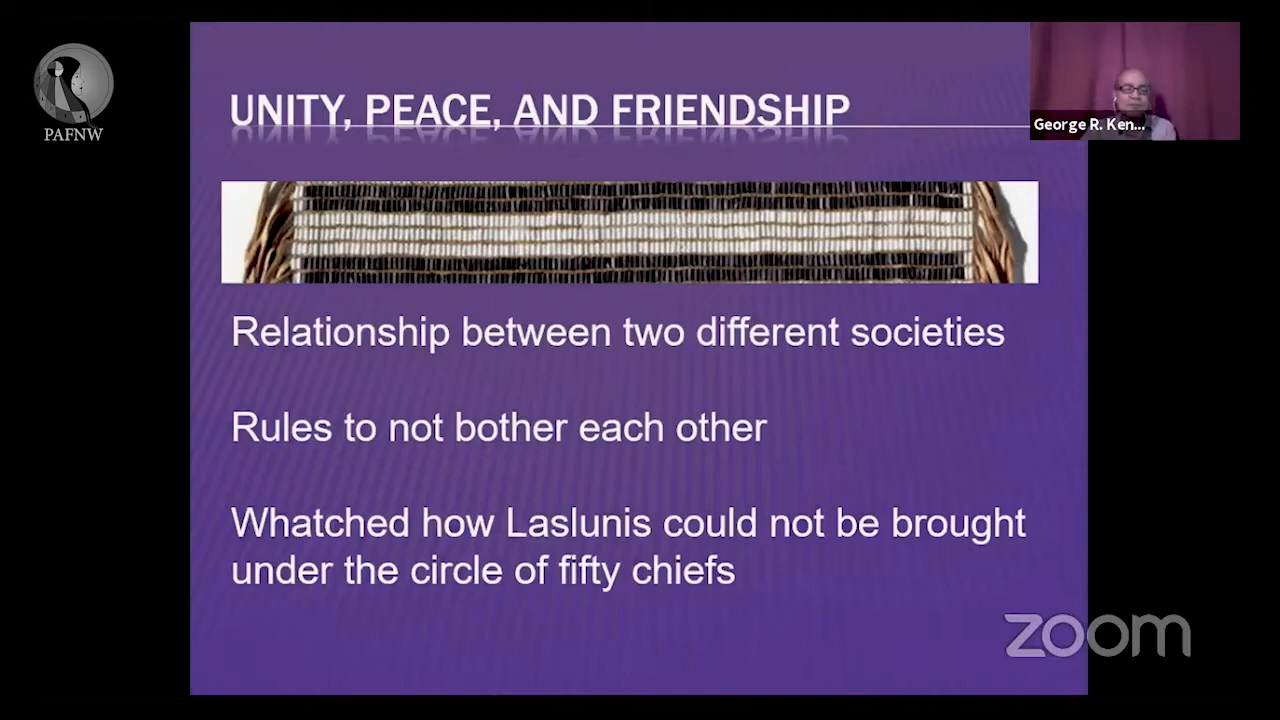 PAFNW
UNITY, PEACE, AND FRIENDSHIP
George R. Ken...
Relationship between two different societies
Rules to not bother each other
Whatched how Laslunis could not be brought
under the circle of fifty chiefs
zoom